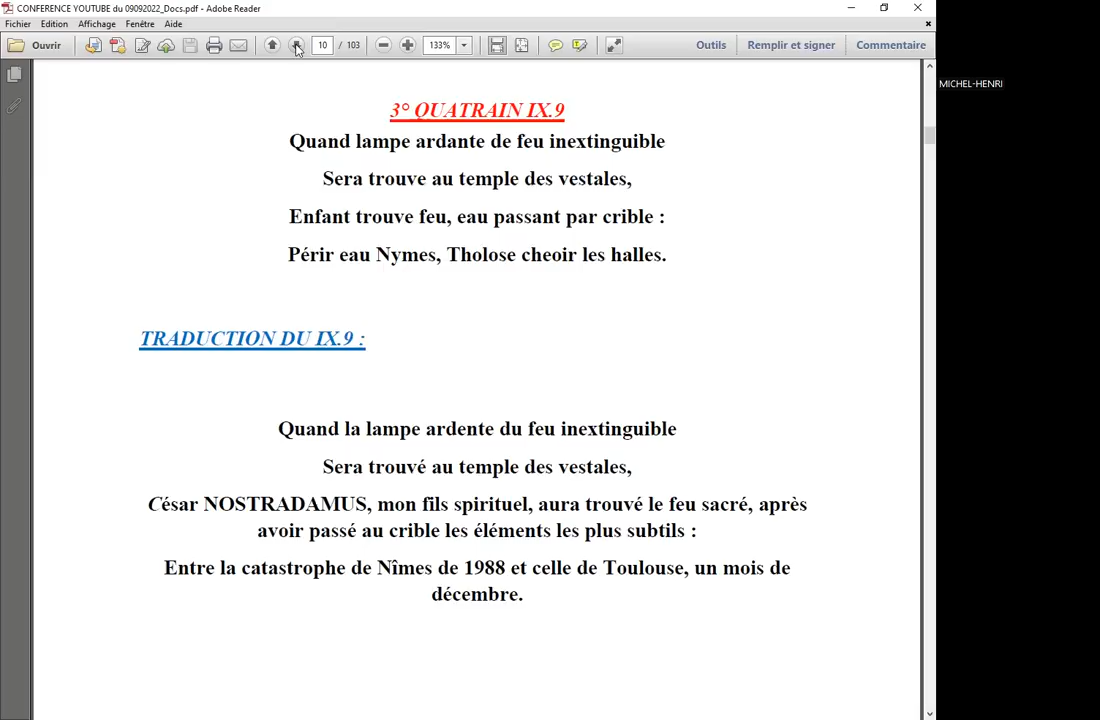 CONFERENCE YOUTUBE du 09092022_Docs.pdf - Adobe Reader
Fichier Edition Affichage Fenêtre Aide
Ouvrir 10 / 103 133% Outils Remplir et signer Commentaire
MICHEL-HENRI
3° QUATRAIN IX.9
Quand lampe ardante de feu inextinguible
Sera trouve au temple des vestales,
Enfant trouve feu, eau passant par crible :
Périr eau Nymes, Tholose cheoir les halles.
TRADUCTION DU IX.9 :
Quand la lampe ardente du feu inextinguible
Sera trouvé au temple des vestales,
César NOSTRADAMUS, mon fils spirituel, aura trouvé le feu sacré, après
avoir passé au crible les éléments les plus subtils :
Entre la catastrophe de Nîmes de 1988 et celle de Toulouse, un mois de
décembre.